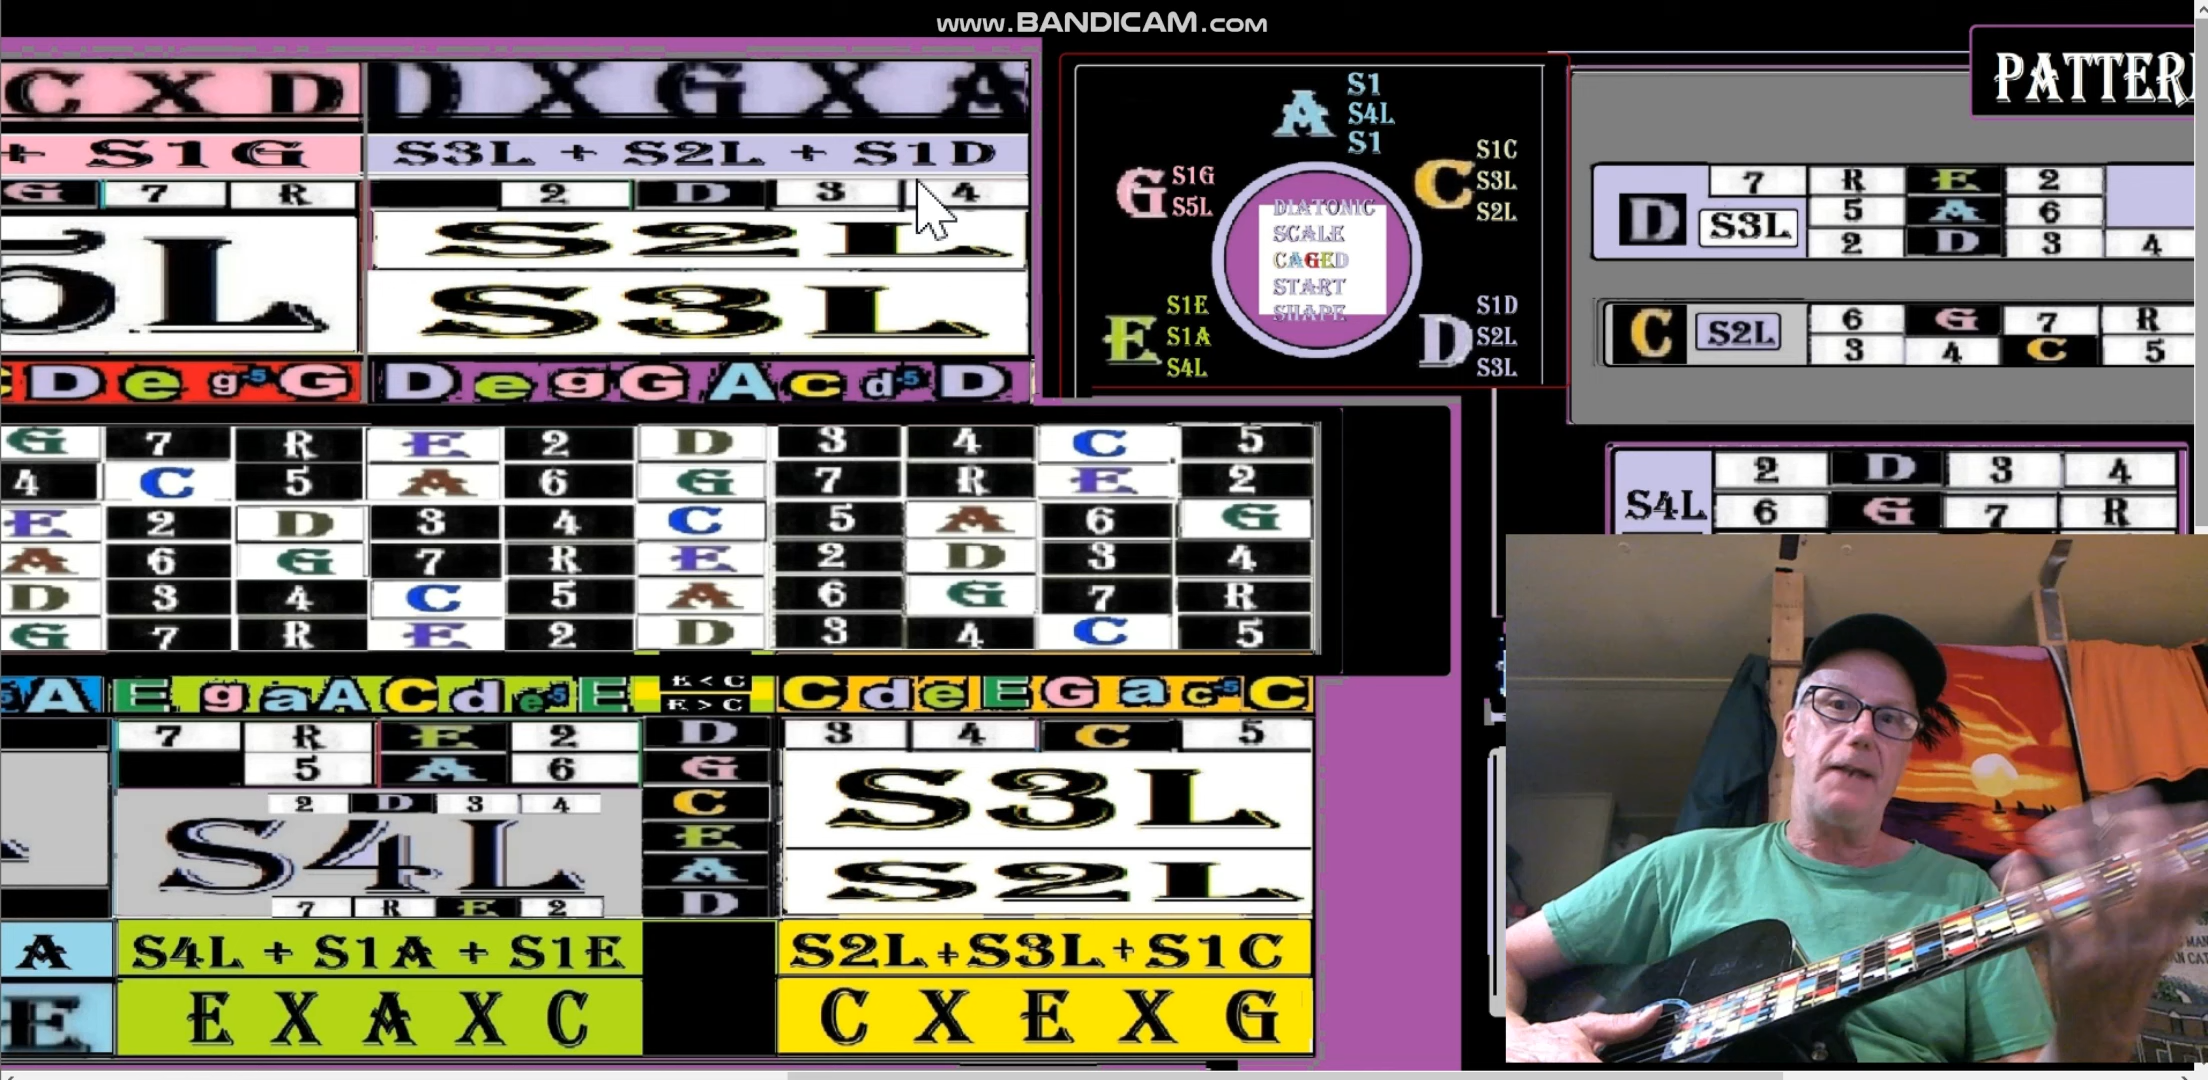 www.BANDICAM.com
C X D
D X G X A
+ S1G
S3L + S2L + S1D
G 7 R
2 D 3 4
5L
S2L
S3L
D e g-5 G
D e g G A c d-5 D
A
S1
S4L
S1
G
S1G
S5L
C
S1C
S3L
S2L
E
S1E
S1A
S4L
D
S1D
S2L
S3L
DIATONIC
SCALE
CAGED
START
SHAPE
PATTER
D
S3L
7 R E 2
5 A 6
2 D 3 4
C
S2L
6 G 7 R
3 4 C 5
S4L
2 D 3 4
6 G 7 R
G 7 R E 2 D 3 4 C 5
4 C 5 A 6 G 7 R E 2
E 2 D 3 4 C 5 A 6 G
A 6 G 7 R E 2 D 3 4
D 3 4 C 5 A 6 G 7 R
G 7 R E 2 D 3 4 C 5
A
E g a A C d e-5 E
E < C
E > C
C d e E G a c-5 C
7 R E 2
5 A 6
2 D 3 4
S4L
7 R E 2
D
G
C
E
A
D
3 4 C 5
S3L
S2L
A
S4L + S1A + S1E
S2L+S3L+S1C
E
E X A X C
C X E X G